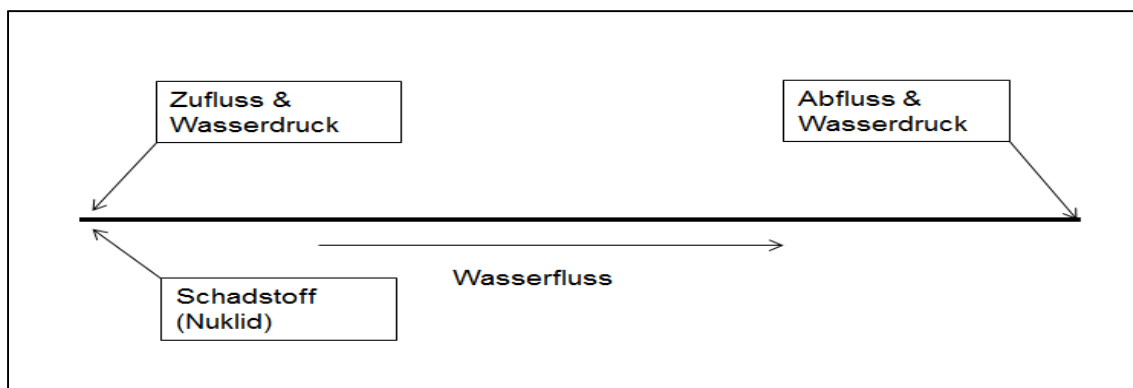 Zufluss &
Wasserdruck
Abfluss &
Wasserdruck
Wasserfluss
Schadstoff
(Nuklid)